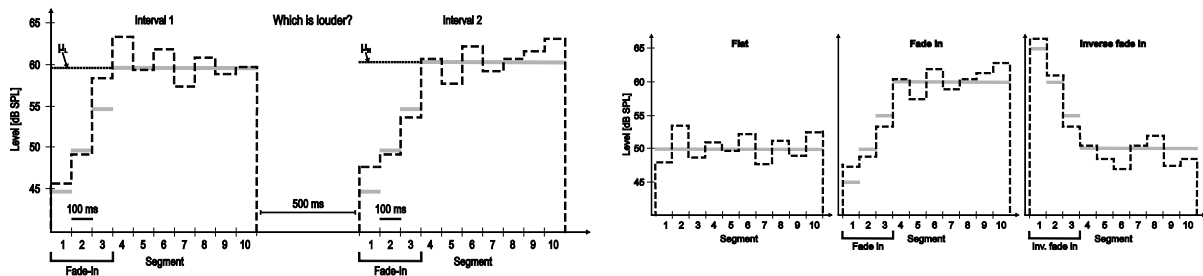 Interval 1
Which is louder?
Interval 2
Level [dB SPL]
65
60
55
50
45
100 ms
500 ms
100 ms
1 2 3 4 5 6 7 8 9 10
1 2 3 4 5 6 7 8 9 10
Fade-In
Segment
Fade-In
Segment
Flat
Fade in
Inverse fade in
Level [dB SPL]
65
60
55
50
45
1 2 3 4 5 6 7 8 9 10
1 2 3 4 5 6 7 8 9 10
1 2 3 4 5 6 7 8 9 10
Segment
Fade in
Segment
Inv. fade in
Segment